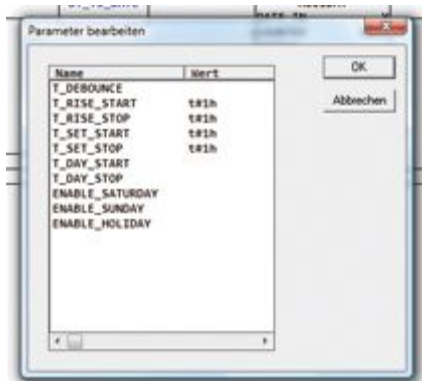 DATE_IN
Parameter bearbeiten
Name Wert
OK
T_DEBOUNCE
Abbrechen
T_RISE_START t#1h
T_RISE_STOP t#1h
T_SET_START t#1h
T_SET_STOP t#1h
T_DAY_START
T_DAY_STOP
ENABLE_SATURDAY
ENABLE_SUNDAY
ENABLE_HOLIDAY